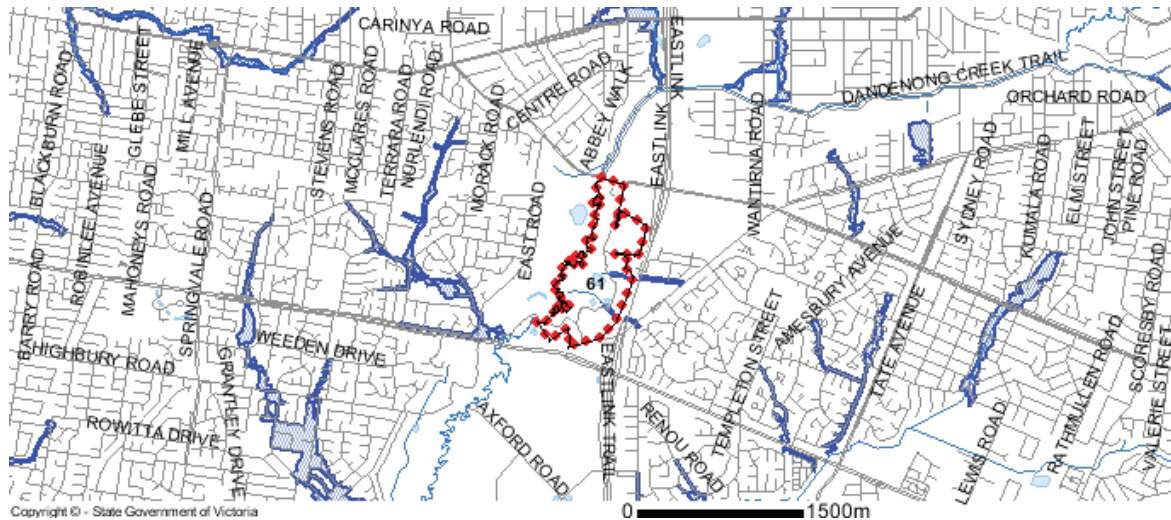 CARINYA ROAD
EASTLINK
BLACKBURN ROAD
GLEBE STREET
MILL AVENUE
STEVENS ROAD
MCCLARES ROAD
TERRARA ROAD
NURLENDI ROAD
MORACK ROAD
CENTRE ROAD
ABBEY WALK
EASTLINK
WANTIRNA ROAD
DANDENONG CREEK TRAIL
ORCHARD ROAD
SYDNEY ROAD
KUMALA ROAD
ELM STREET
JOHN STREET
PINE ROAD
BARRY ROAD
ROBINLEE AVENUE
MAHONEYS ROAD
SPRINGVALE ROAD
EAST ROAD
61
AMESBURY AVENUE
TATE AVENUE
TEMPLETON STREET
HIGHBURY ROAD
WEEDEN DRIVE
GRANTLEY DRIVE
ROWITTA DRIVE
AXFORD ROAD
EASTLINK TRAIL
RENOU ROAD
LEWIS ROAD
RATHMULLEN ROAD
SCORESBY ROAD
VALERIE STREET
Copyright © - State Government of Victoria
0 1500m